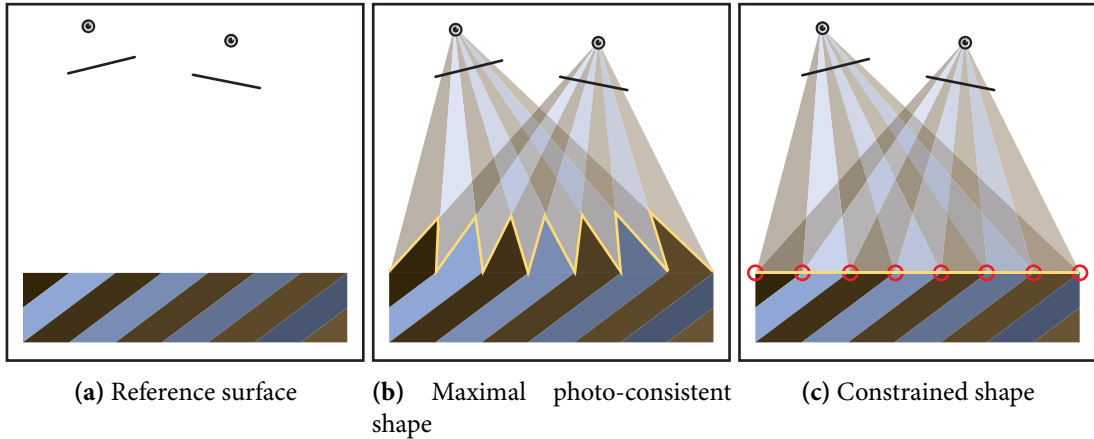 (a) Reference surface
(b) Maximal photo-consistent
shape
(c) Constrained shape